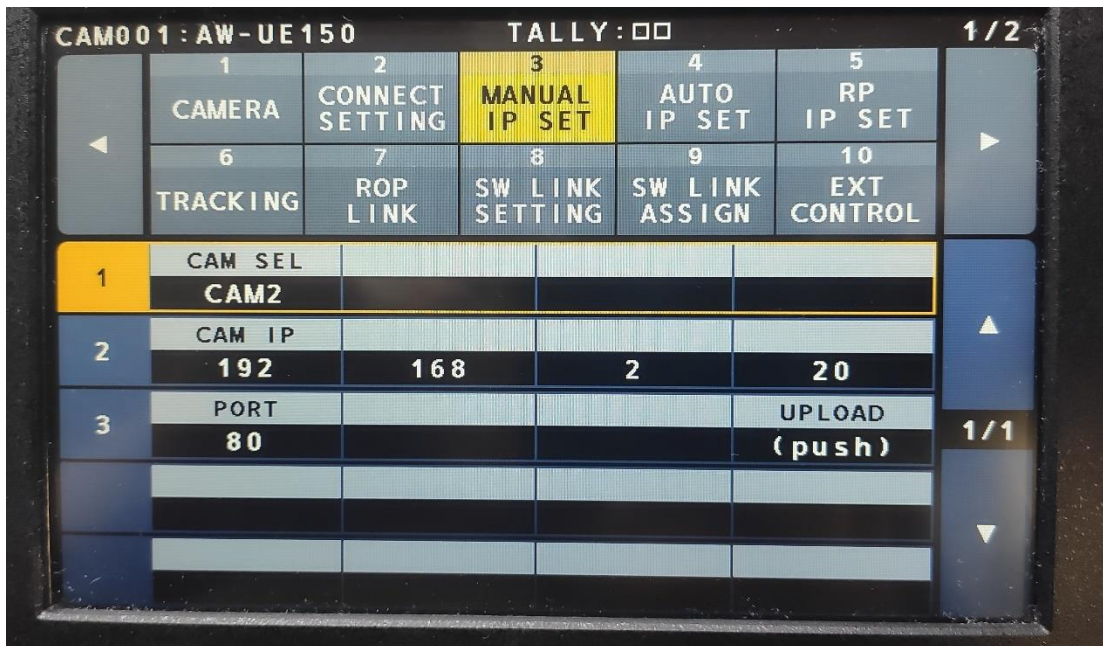 CAM001:AW-UE150 TALLY:□□ 1/2
1 2 3 4 5
CAMERA CONNECT SETTING MANUAL IP SET AUTO IP SET RP IP SET
6 7 8 9 10
TRACKING ROP LINK SW LINK SETTING SW LINK ASSIGN EXT CONTROL
1 CAM SEL
CAM2
2 CAM IP
192 168 2 20
3 PORT UPLOAD
80 (push)
1/1